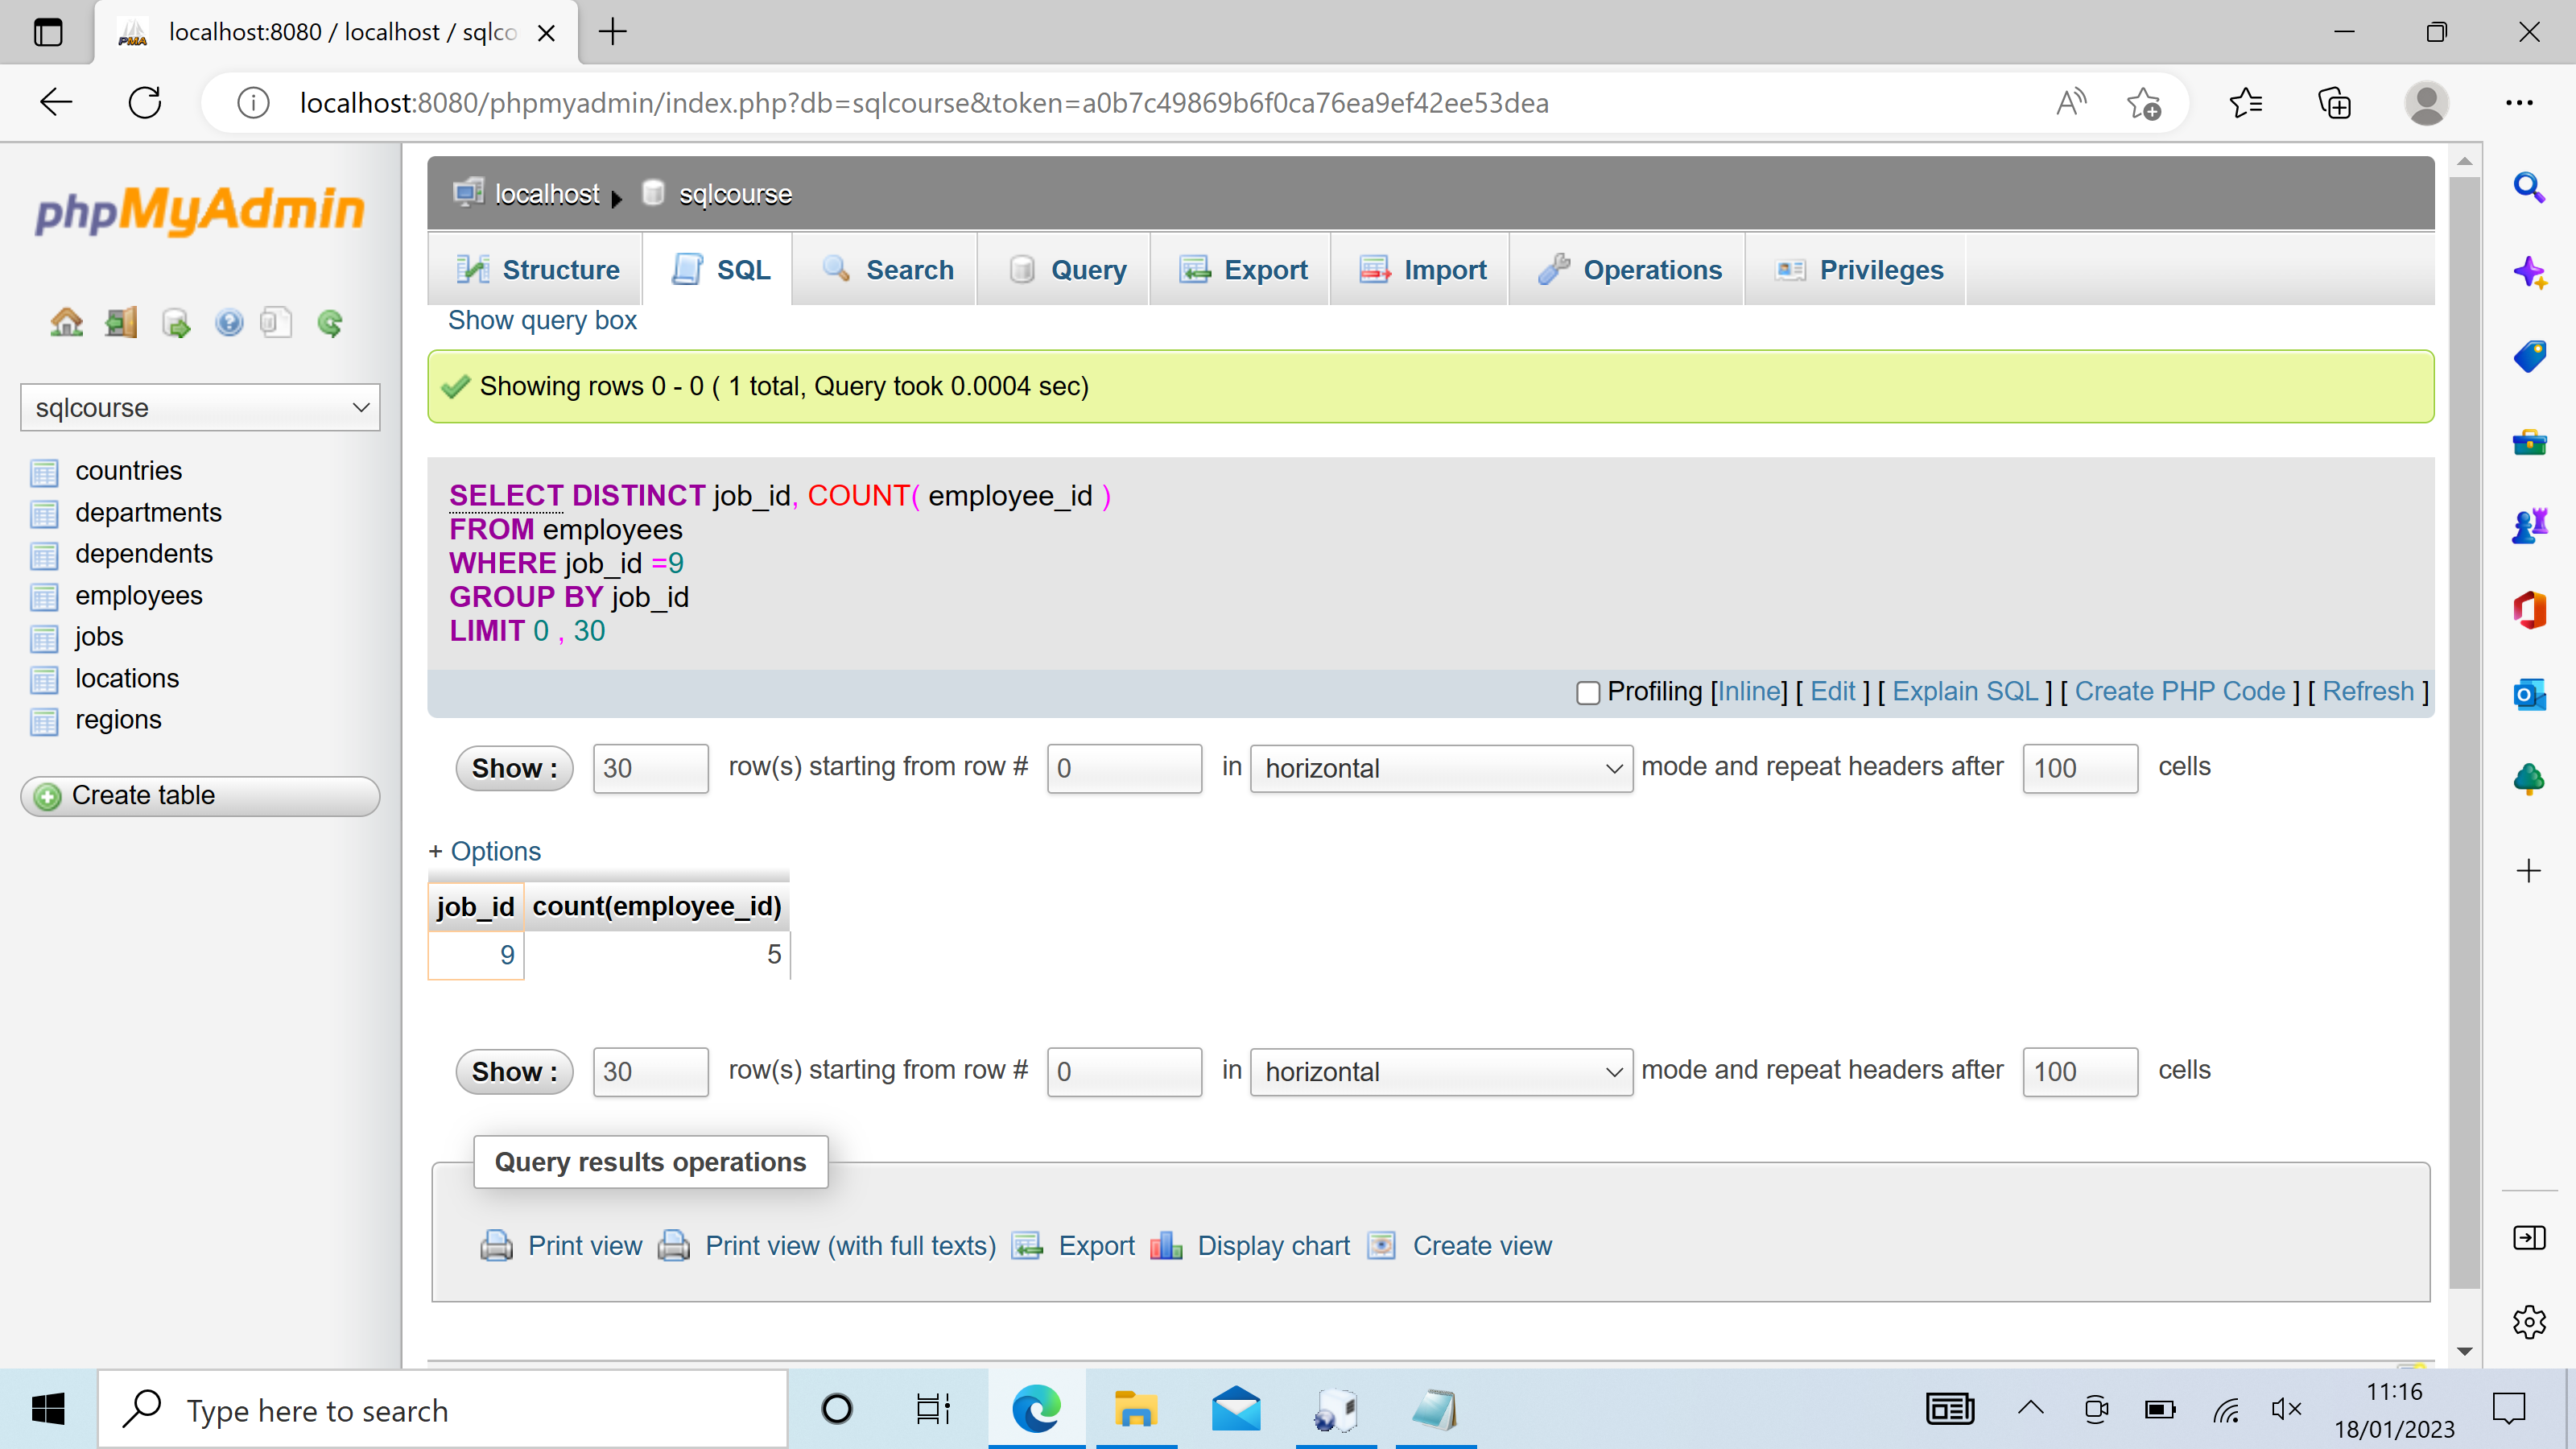 localhost:8080 / localhost / sqlco
localhost:8080/phpmyadmin/index.php?db=sqlcourse&token=a0b7c49869b6f0ca76ea9ef42ee53dea
phpMyAdmin
sqlcourse
countries
departments
dependents
employees
jobs
locations
regions
Create table
localhost ▸ sqlcourse
Structure SQL Search Query Export Import Operations Privileges
Show query box
Showing rows 0 - 0 ( 1 total, Query took 0.0004 sec)
SELECT DISTINCT job_id, COUNT( employee_id )
FROM employees
WHERE job_id =9
GROUP BY job_id
LIMIT 0 , 30
Profiling [Inline] [ Edit ] [ Explain SQL ] [ Create PHP Code ] [ Refresh ]
Show : 30 row(s) starting from row # 0 in horizontal mode and repeat headers after 100 cells
+ Options
job_id count(employee_id)
9 5
Show : 30 row(s) starting from row # 0 in horizontal mode and repeat headers after 100 cells
Query results operations
Print view Print view (with full texts) Export Display chart Create view
Type here to search
11:16
18/01/2023